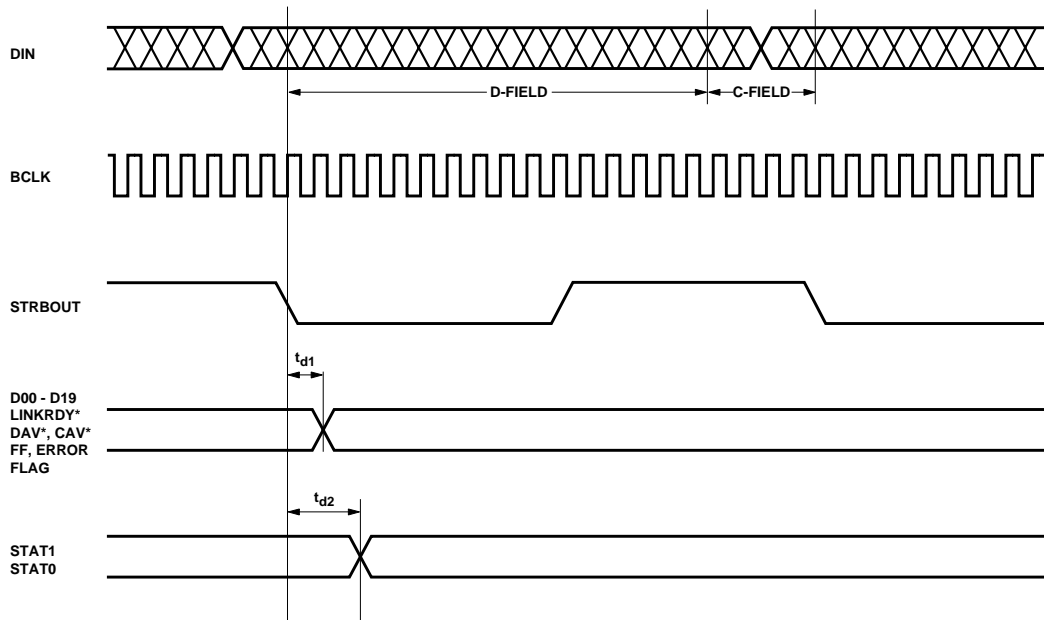 DIN
D-FIELD
C-FIELD
BCLK
STRBOUT
td1
D00 - D19
LINKRDY*
DAV*, CAV*
FF, ERROR
FLAG
td2
STAT1
STAT0